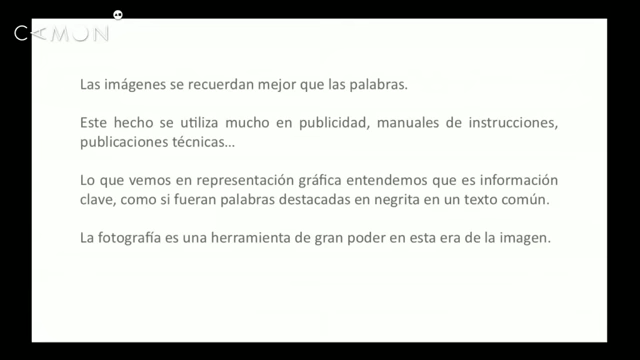 CAMON
Las imágenes se recuerdan mejor que las palabras.
Este hecho se utiliza mucho en publicidad, manuales de instrucciones,
publicaciones técnicas...
Lo que vemos en representación gráfica entendemos que es información
clave, como si fueran palabras destacadas en negrita en un texto común.
La fotografía es una herramienta de gran poder en esta era de la imagen.